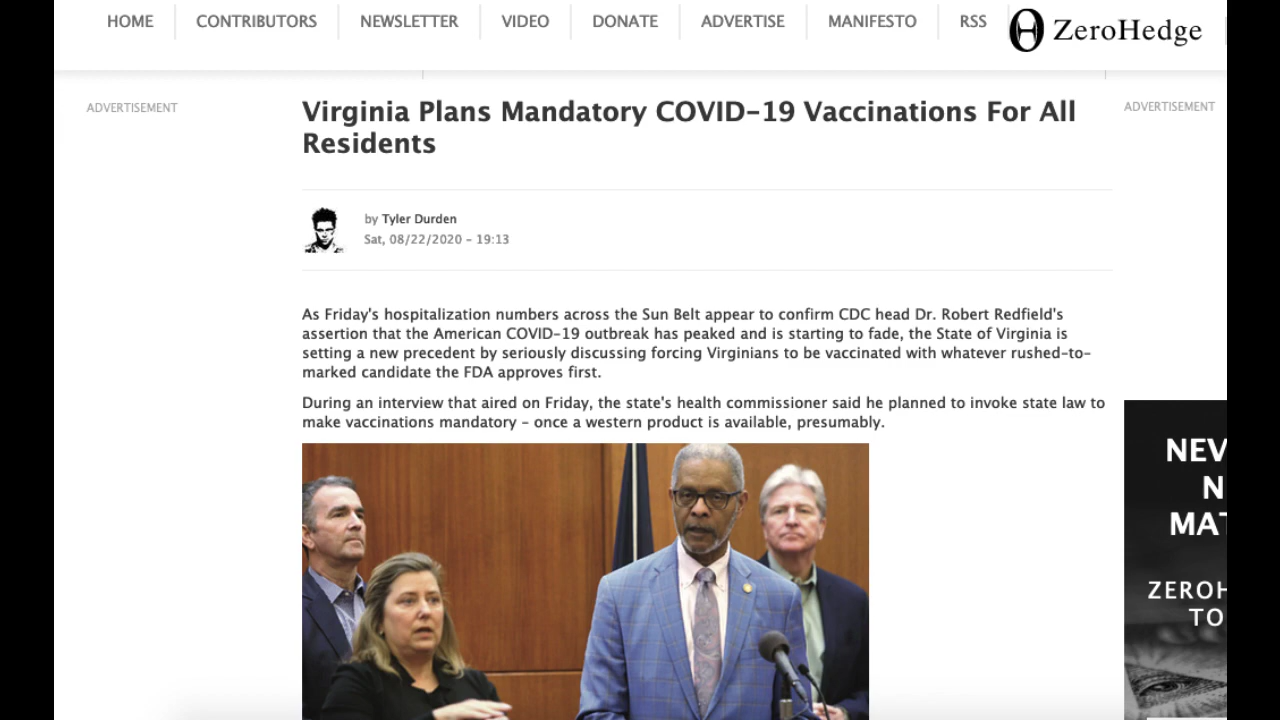 HOME
CONTRIBUTORS
NEWSLETTER
VIDEO
DONATE
ADVERTISE
MANIFESTO
RSS
ZeroHedge
ADVERTISEMENT
Virginia Plans Mandatory COVID-19 Vaccinations For All
Residents
ADVERTISEMENT
by Tyler Durden
Sat, 08/22/2020 - 19:13
As Friday's hospitalization numbers across the Sun Belt appear to confirm CDC head Dr. Robert Redfield's
assertion that the American COVID-19 outbreak has peaked and is starting to fade, the State of Virginia is
setting a new precedent by seriously discussing forcing Virginians to be vaccinated with whatever rushed-to-
marked candidate the FDA approves first.
During an interview that aired on Friday, the state's health commissioner said he planned to invoke state law to
make vaccinations mandatory - once a western product is available, presumably.
NEV
N
MAT
ZEROH
TO